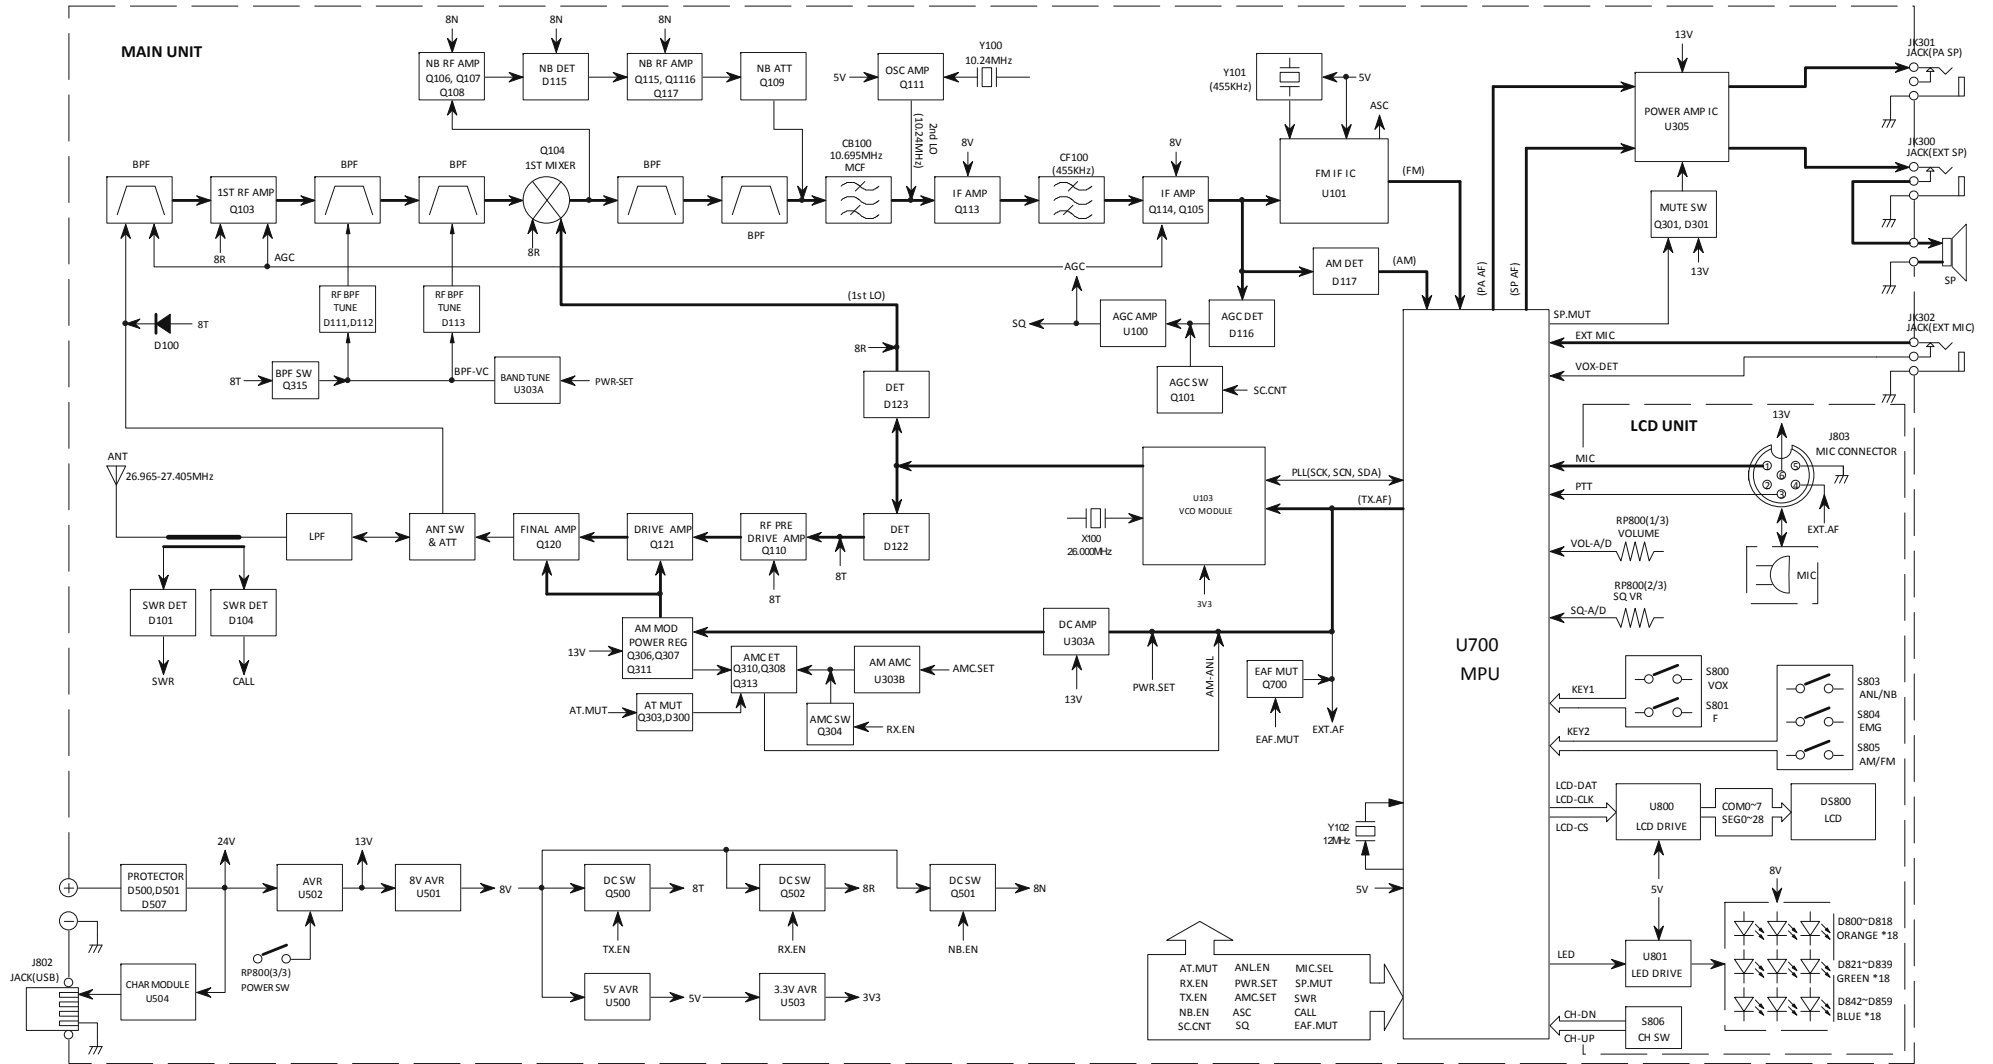 MAIN UNIT
8N
8N
8N
NB RF AMP
Q106, Q107
Q108
NB DET
D115
NB RF AMP
Q115, Q1116
Q117
NB ATT
Q109
5V
OSC AMP
Q111
Y100
10.24MHz
2nd LO
(10.24MHz)
Y101
(455KHz)
5V
ASC
13V
POWER AMP IC
U305
JK301
JACK(PA SP)
JK300
JACK(EXT SP)
BPF
1ST RF AMP
Q103
8R
AGC
BPF
BPF
Q104
1ST MIXER
8R
BPF
BPF
CB100
10.695MHz
MCF
8V
IF AMP
Q113
CF100
(455KHz)
8V
IF AMP
Q114, Q105
FM IF IC
U101
(FM)
MUTE SW
Q301, D301
13V
SP
AGC
AM DET
D117
(AM)
(PA AF)
(SP AF)
(1st LO)
RF BPF
TUNE
D111,D112
RF BPF
TUNE
D113
D100
8T
8T
BPF SW
Q315
BPF-VC
BAND TUNE
U303A
PWR-SET
8R
SQ
AGC AMP
U100
AGC DET
D116
AGC SW
Q101
SC.CNT
SP.MUT
EXT MIC
VOX-DET
JK302
JACK(EXT MIC)
DET
D123
LCD UNIT
13V
J803
MIC CONNECTOR
MIC
PTT
1
2
3
4
5
6
EXT.AF
MIC
ANT
26.965-27.405MHz
LPF
ANT SW
& ATT
FINAL AMP
Q120
DRIVE AMP
Q121
RF PRE
DRIVE AMP
Q110
8T
8T
DET
D122
U103
VCO MODULE
X100
26.000MHz
3V3
PLL(SCK, SCN, SDA)
(TX.AF)
RP800(1/3)
VOLUME
VOL-A/D
RP800(2/3)
SQ VR
SQ-A/D
SWR DET
D101
SWR
SWR DET
D104
CALL
13V
AM MOD
POWER REG
Q306,Q307
Q311
AMC ET
Q310,Q308
Q313
AM AMC
U303B
AMC.SET
AT.MUT
AT MUT
Q303,D300
AMC SW
Q304
RX.EN
DC AMP
U303A
13V
PWR.SET
AM-ANL
EAF MUT
Q700
EAF.MUT
EXT.AF
U700
MPU
KEY1
S800
VOX
S801
F
KEY2
S803
ANL/NB
S804
EMG
S805
AM/FM
LCD-DAT
LCD-CLK
LCD-CS
U800
LCD DRIVE
COM0~7
SEG0~28
DS800
LCD
Y102
12MHz
5V
5V
8V
LED
U801
LED DRIVE
D800~D818
ORANGE *18
D821~D839
GREEN *18
D842~D859
BLUE *18
CH-DN
CH-UP
S806
CH SW
PROTECTOR
D500,D501
D507
24V
AVR
U502
13V
8V AVR
U501
8V
DC SW
Q500
8T
TX.EN
DC SW
Q502
8R
RX.EN
DC SW
Q501
8N
NB.EN
RP800(3/3)
POWER SW
J802
JACK(USB)
CHAR MODULE
U504
5V AVR
U500
5V
3.3V AVR
U503
3V3
AT.MUT ANL.EN MIC.SEL
RX.EN PWR.SET SP.MUT
TX.EN AMC.SET SWR
NB.EN ASC CALL
SC.CNT SQ EAF.MUT